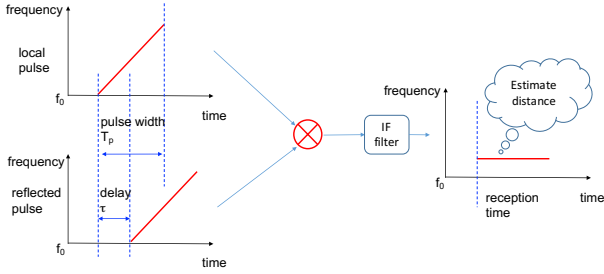 frequency
local
pulse
f0
time
pulse width
Tp
frequency
reflected
pulse
delay
τ
f0
time
IF
filter
frequency
Estimate
distance
f0
reception
time
time